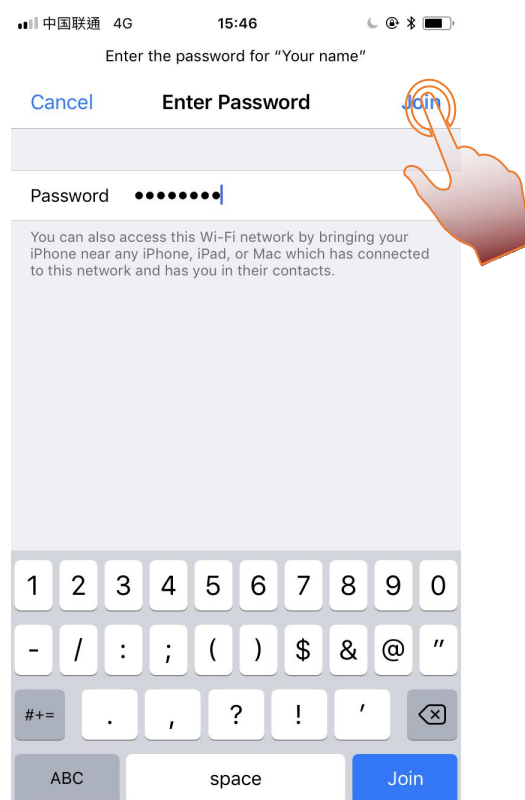 中国联通 4G 15:46
Enter the password for “Your name”
Cancel Enter Password Join
Password ••••••••
You can also access this Wi-Fi network by bringing your
iPhone near any iPhone, iPad, or Mac which has connected
to this network and has you in their contacts.
1 2 3 4 5 6 7 8 9 0
- / : ; ( ) $ & @ "
#+= . , ? ! '
ABC space Join